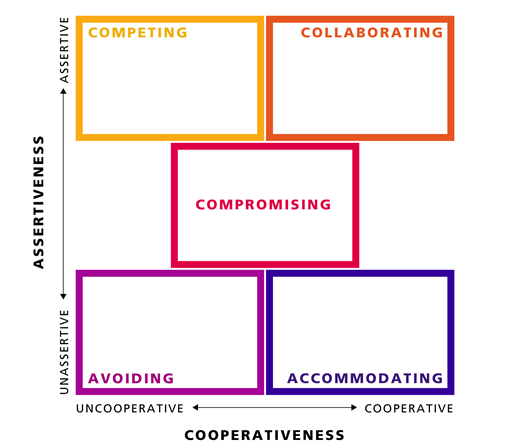 ASSERTIVE
COMPETING
COLLABORATING
ASSERTIVENESS
COMPROMISING
UNASSERTIVE
AVOIDING
ACCOMMODATING
UNCOOPERATIVE
COOPERATIVE
COOPERATIVENESS